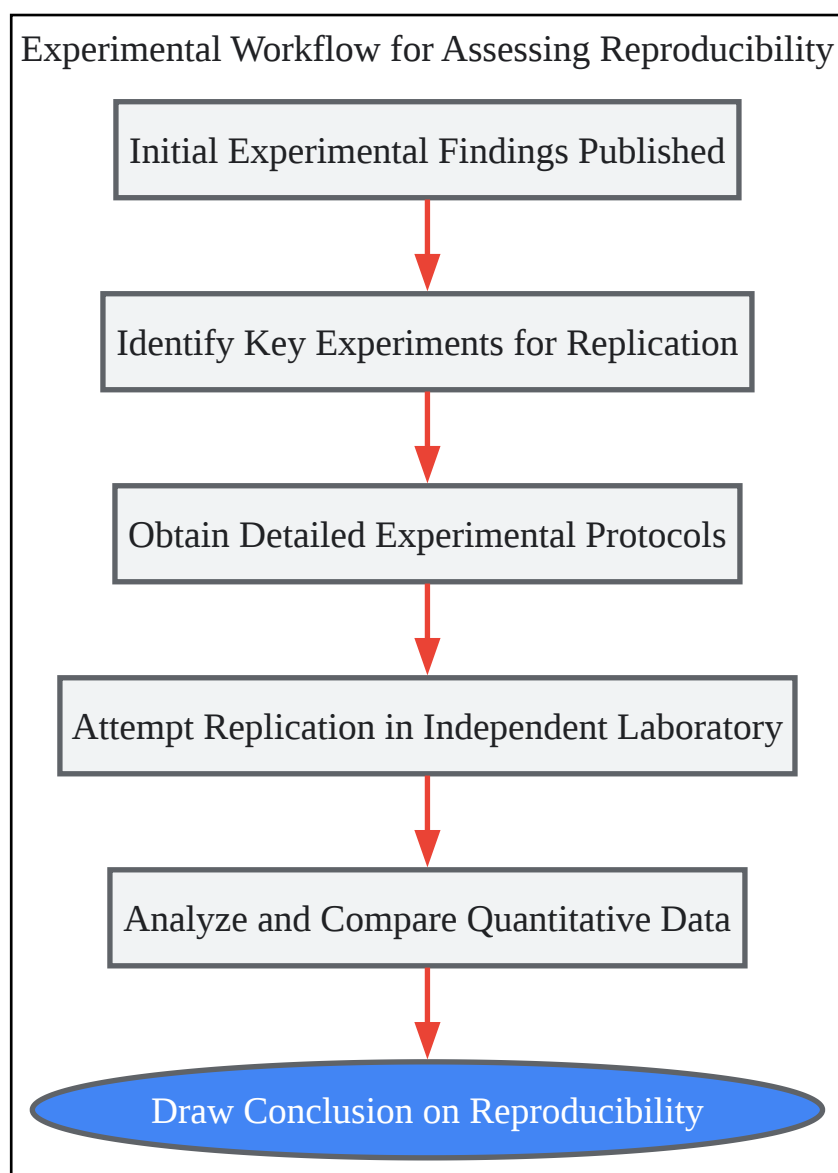 Experimental Workflow for Assessing Reproducibility
Initial Experimental Findings Published
Identify Key Experiments for Replication
Obtain Detailed Experimental Protocols
Attempt Replication in Independent Laboratory
Analyze and Compare Quantitative Data
Draw Conclusion on Reproducibility